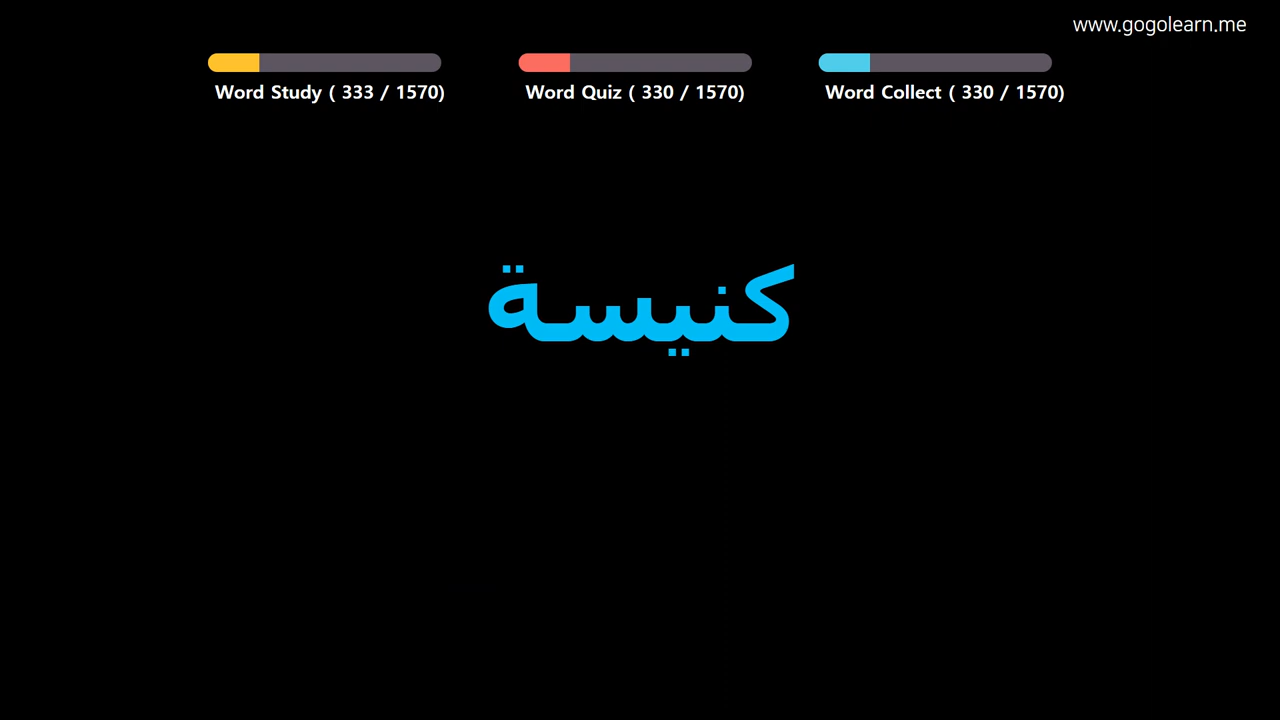 www.gogolearn.me
Word Study ( 333 / 1570)
Word Quiz ( 330 / 1570)
Word Collect ( 330 / 1570)
كنيسة